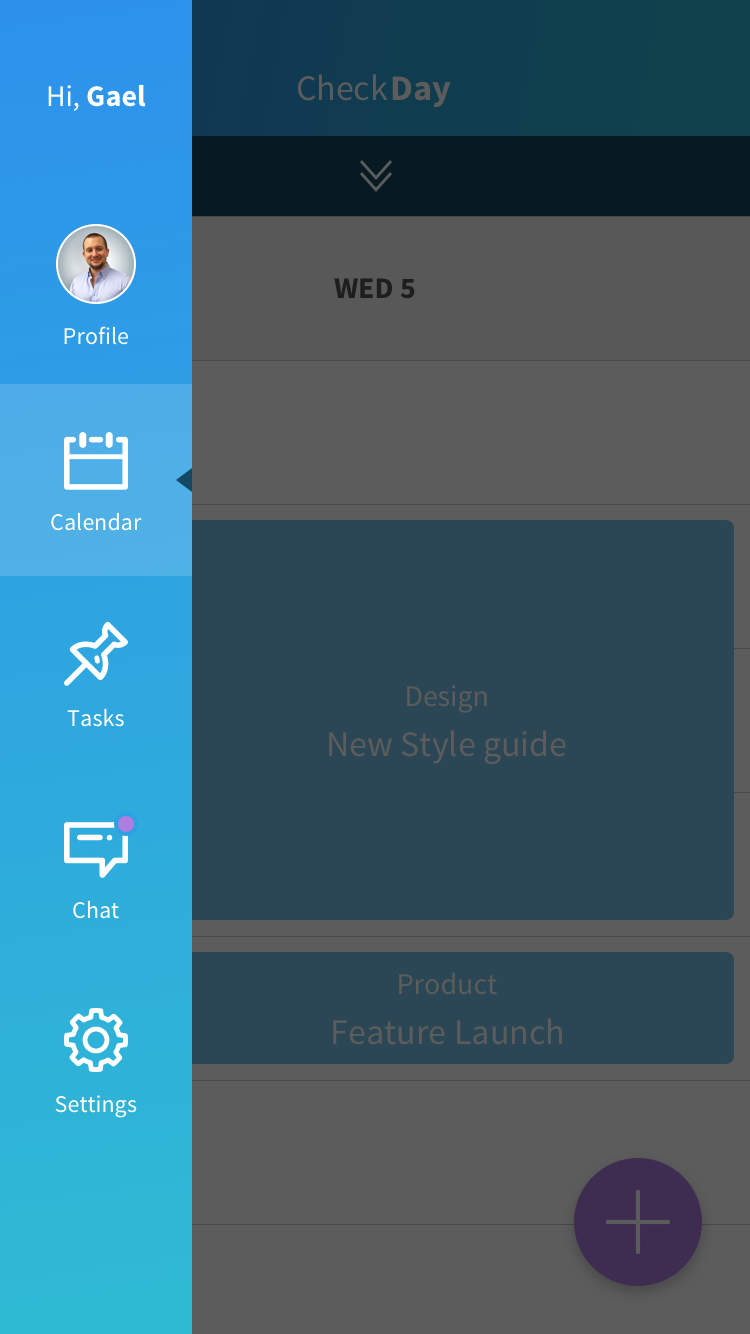 Hi, Gael
CheckDay
WED 5
Profile
Calendar
Tasks
Chat
Settings
Design
New Style guide
Product
Feature Launch